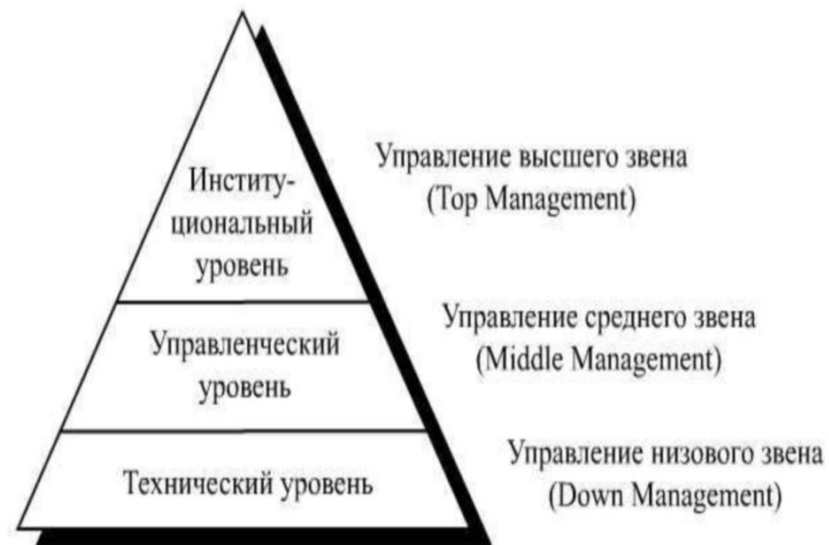 Институ-
циональный
уровень
Управление высшего звена
(Top Management)
Управленческий
уровень
Управление среднего звена
(Middle Management)
Технический уровень
Управление низового звена
(Down Management)